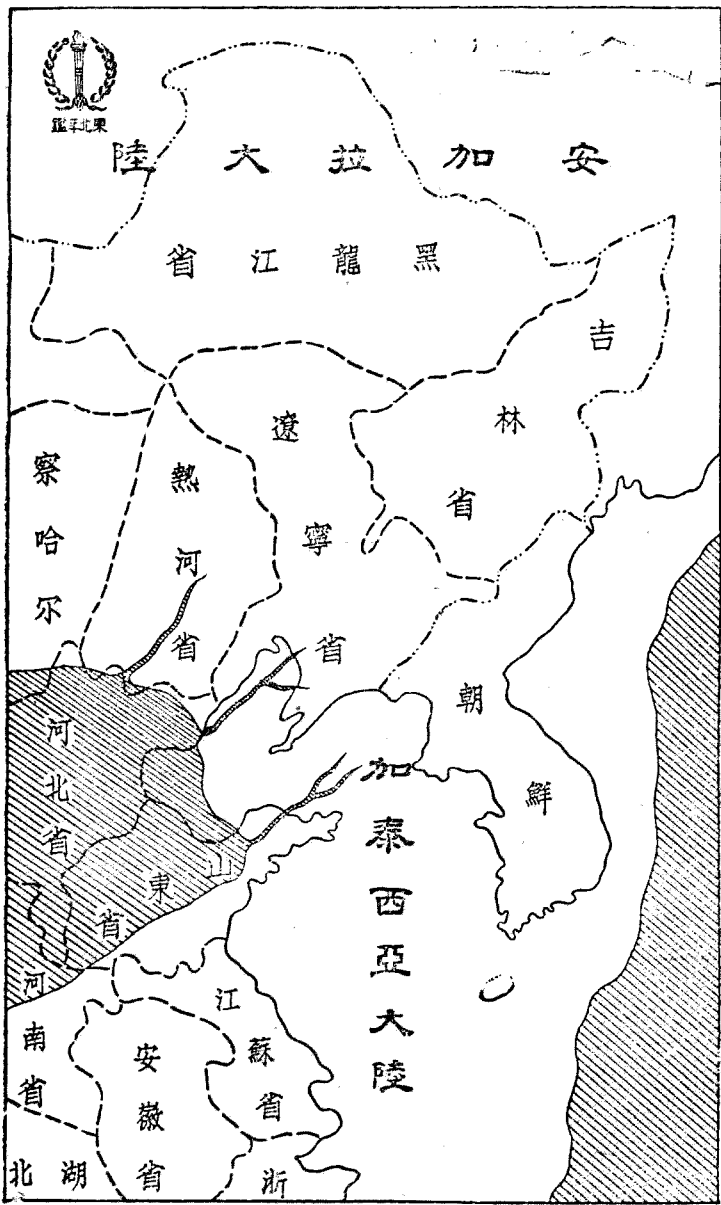 東北年鑑
安加拉大陸
黑龍江省
吉林省
遼寧省
熱河省
察哈尔
朝鮮
河北省
山東省
加泰西亞大陸
河南省
江蘇省
安徽省
湖北
浙